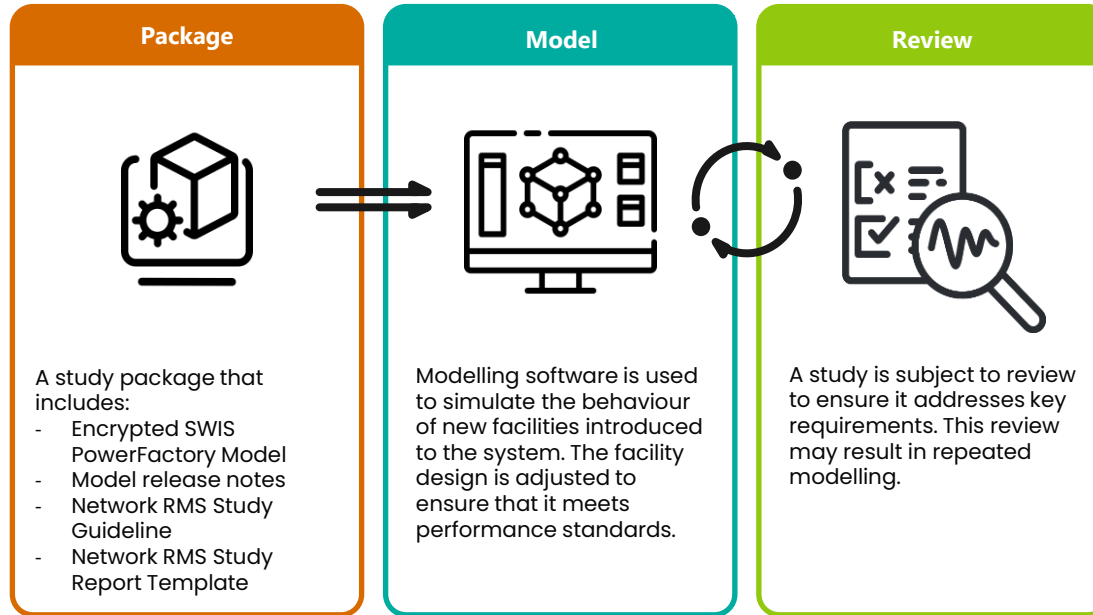 Package
A study package that
includes:
- Encrypted SWIS
PowerFactory Model
- Model release notes
- Network RMS Study
Guideline
- Network RMS Study
Report Template
Model
Modelling software is used
to simulate the behaviour
of new facilities introduced
to the system. The facility
design is adjusted to
ensure that it meets
performance standards.
Review
A study is subject to review
to ensure it addresses key
requirements. This review
may result in repeated
modelling.